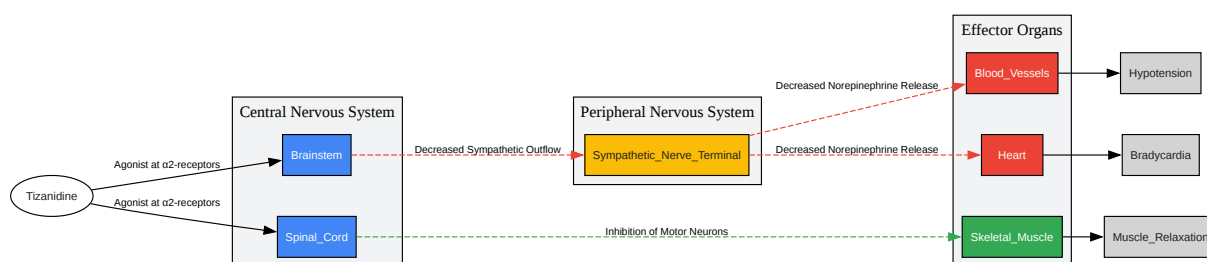 Effector Organs
Blood_Vessels
Hypotension
Decreased Norepinephrine Release
Central Nervous System
Peripheral Nervous System
Brainstem
Decreased Sympathetic Outflow
Sympathetic_Nerve_Terminal
Decreased Norepinephrine Release
Heart
Bradycardia
Agonist at α2-receptors
Tizanidine
Agonist at α2-receptors
Spinal_Cord
Inhibition of Motor Neurons
Skeletal_Muscle
Muscle_Relaxation